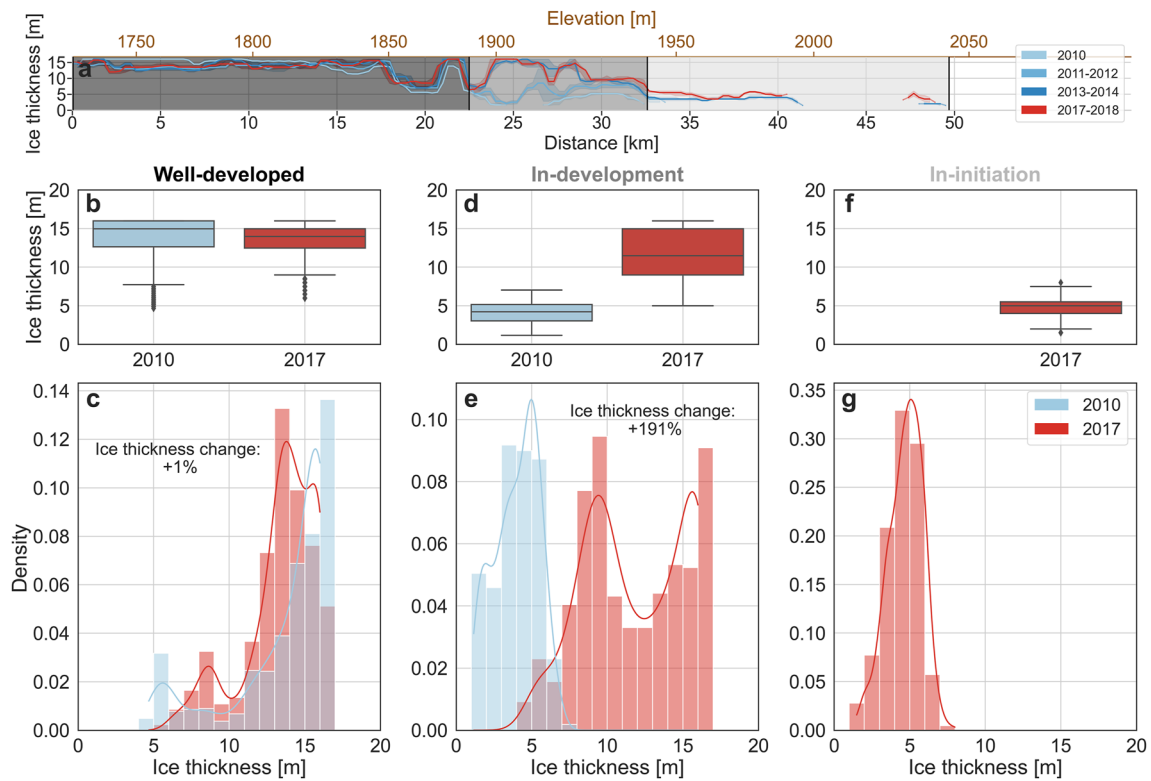 Elevation [m]
1750 1800 1850 1900 1950 2000 2050
Ice thickness [m]
15
10
5
0
a
2010
2011-2012
2013-2014
2017-2018
0 5 10 15 20 25 30 35 40 45 50
Distance [km]
Well-developed
In-development
In-initiation
Ice thickness [m]
20
15
10
5
0
b
2010 2017
20
15
10
5
0
d
2010 2017
20
15
10
5
0
f
2017
Density
0.14
0.12
0.10
0.08
0.06
0.04
0.02
0.00
c
Ice thickness change:
+1%
0 5 10 15 20
Ice thickness [m]
0.10
0.08
0.06
0.04
0.02
0.00
e
Ice thickness change:
+191%
0 5 10 15 20
Ice thickness [m]
0.35
0.30
0.25
0.20
0.15
0.10
0.05
0.00
g
2010
2017
0 5 10 15 20
Ice thickness [m]